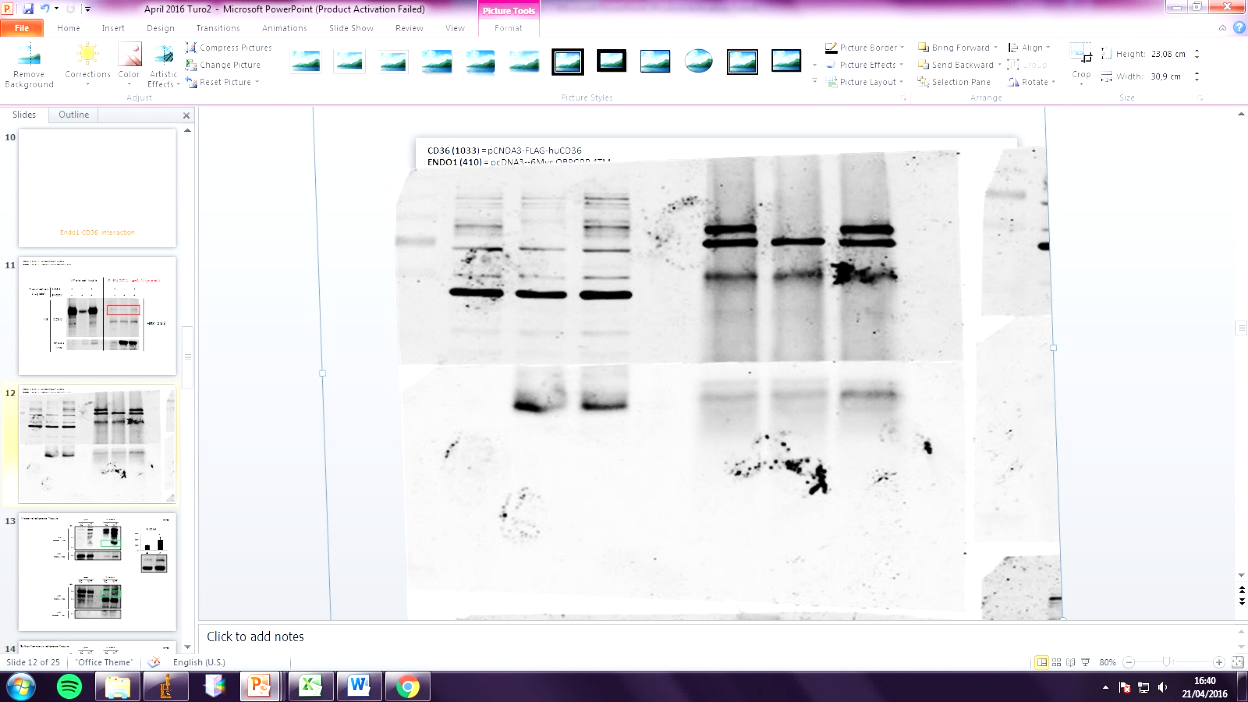 April 2016 Turo2 - Microsoft PowerPoint (Product Activation Failed)
Picture Tools
File
Home
Insert
Design
Transitions
Animations
Slide Show
Review
View
Format
Remove Background
Corrections
Color
Artistic Effects
Compress Pictures
Change Picture
Reset Picture
Adjust
Picture Styles
Picture Border
Picture Effects
Picture Layout
Bring Forward
Send Backward
Selection Pane
Align
Group
Rotate
Arrange
Crop
Height: 23,08 cm
Width: 30,9 cm
Size
Slides
Outline
10
Endo1-CD36 interaction
11
12
13
14
CD36 (1033) = pCNDA3-FLAG-huCD36
ENDO1 (410) =
Click to add notes
Slide 12 of 25
"Office Theme"
English (U.S.)
80%
16:40
21/04/2016